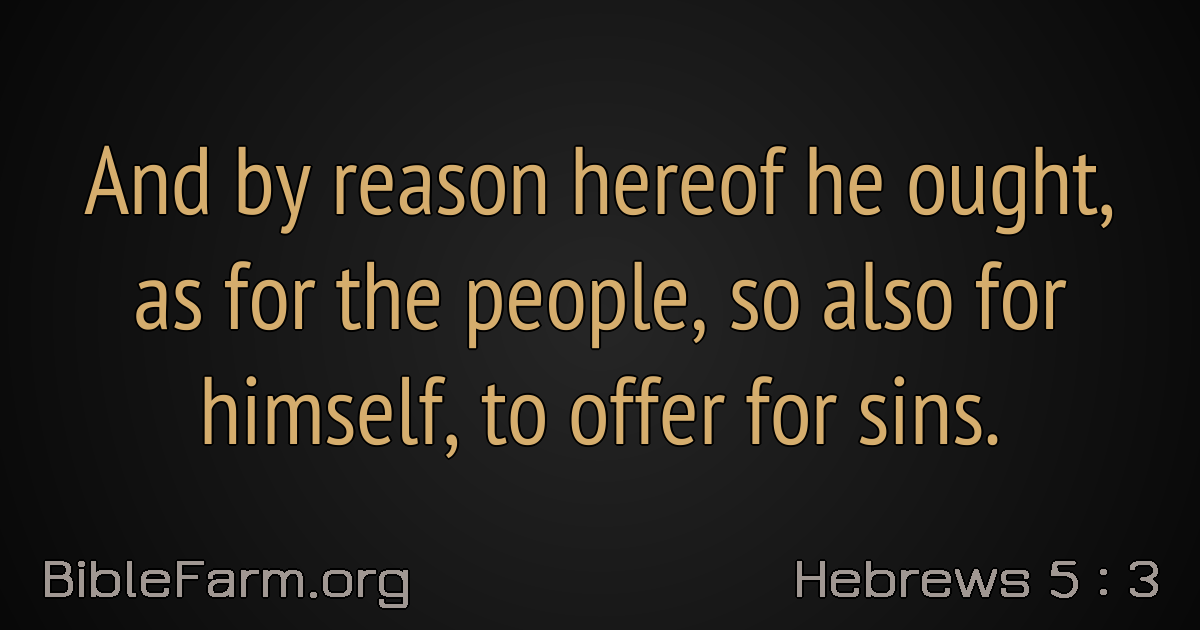 And by reason hereof he ought,
as for the people, so also for
himself, to offer for sins.
BibleFarm.org
Hebrews 5 : 3